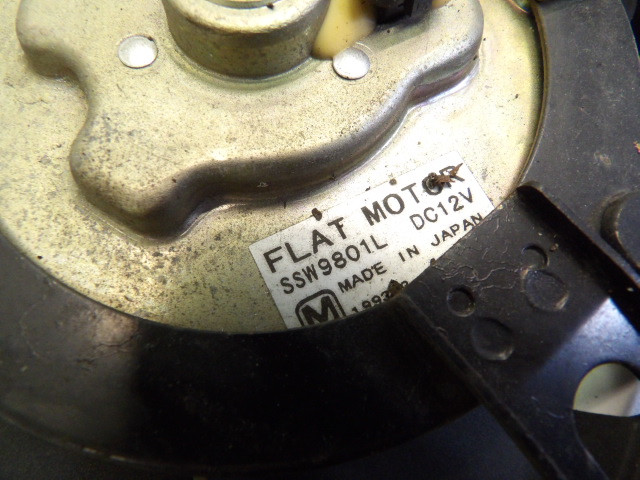 FLAT MOTOR
SSW9801L DC12V
MADE IN JAPAN
M